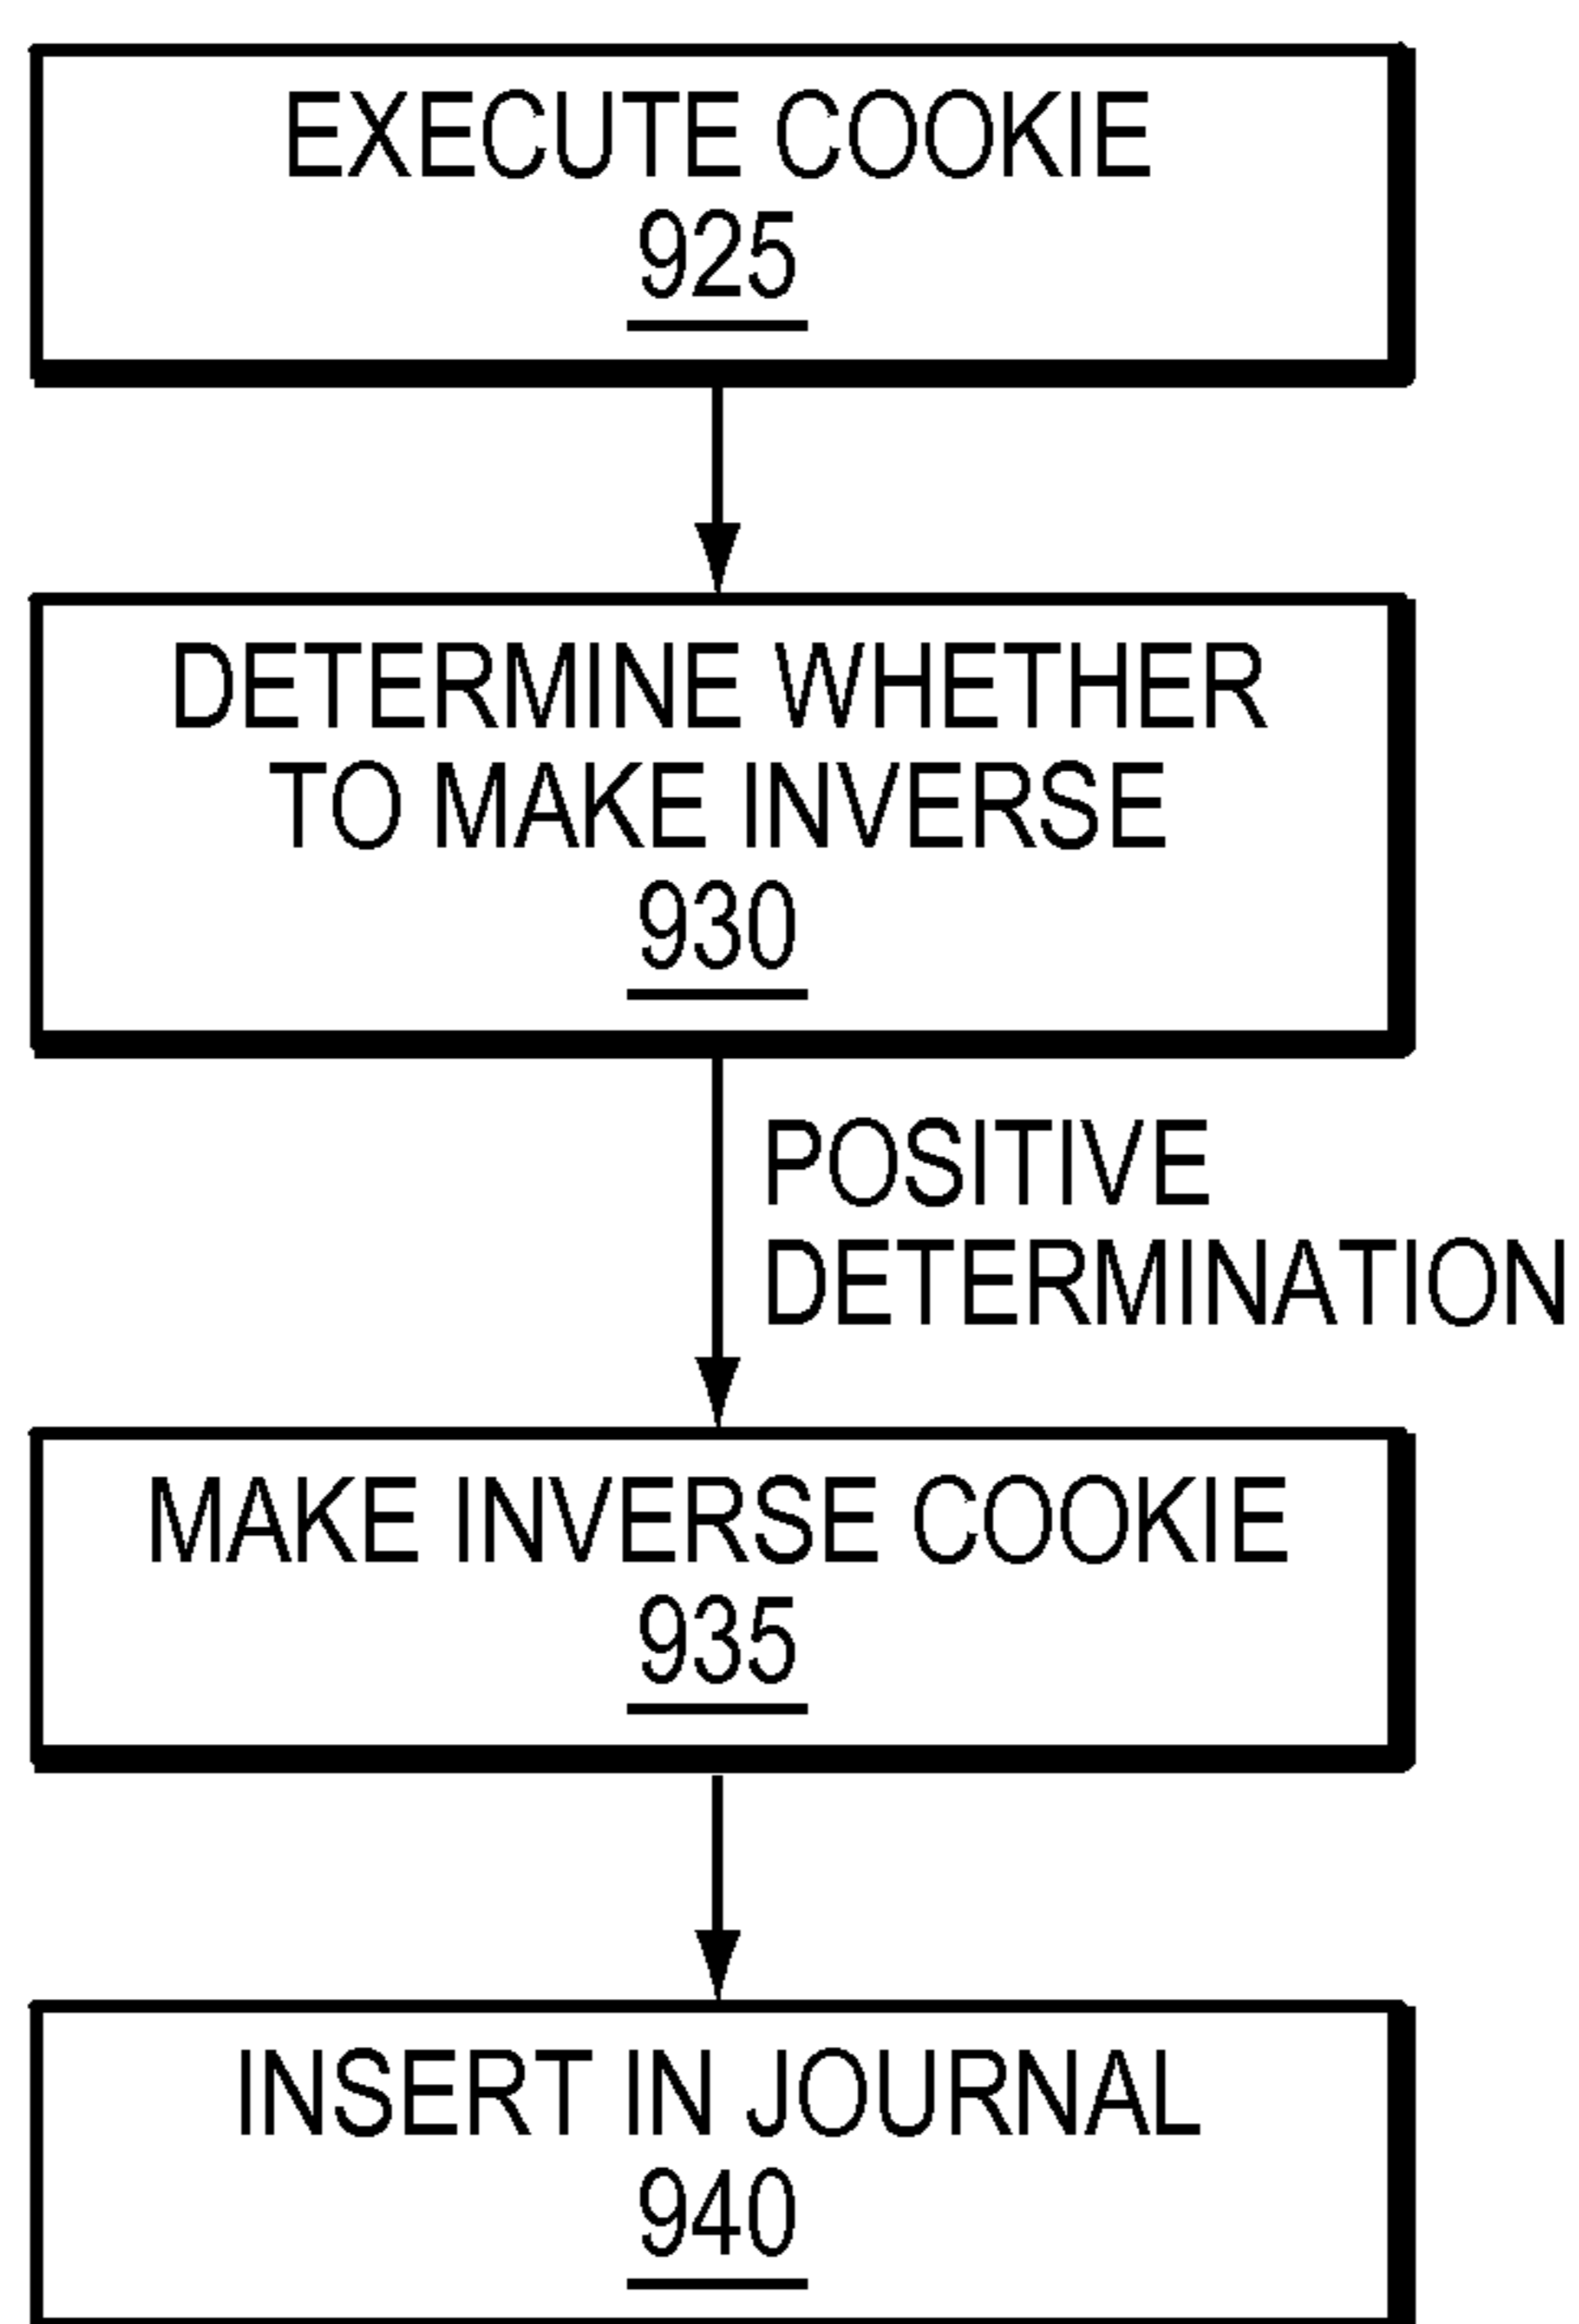 EXECUTE COOKIE
925
DETERMINE WHETHER
TO MAKE INVERSE
930
POSITIVE
DETERMINATION
MAKE INVERSE COOKIE
935
INSERT IN JOURNAL
940